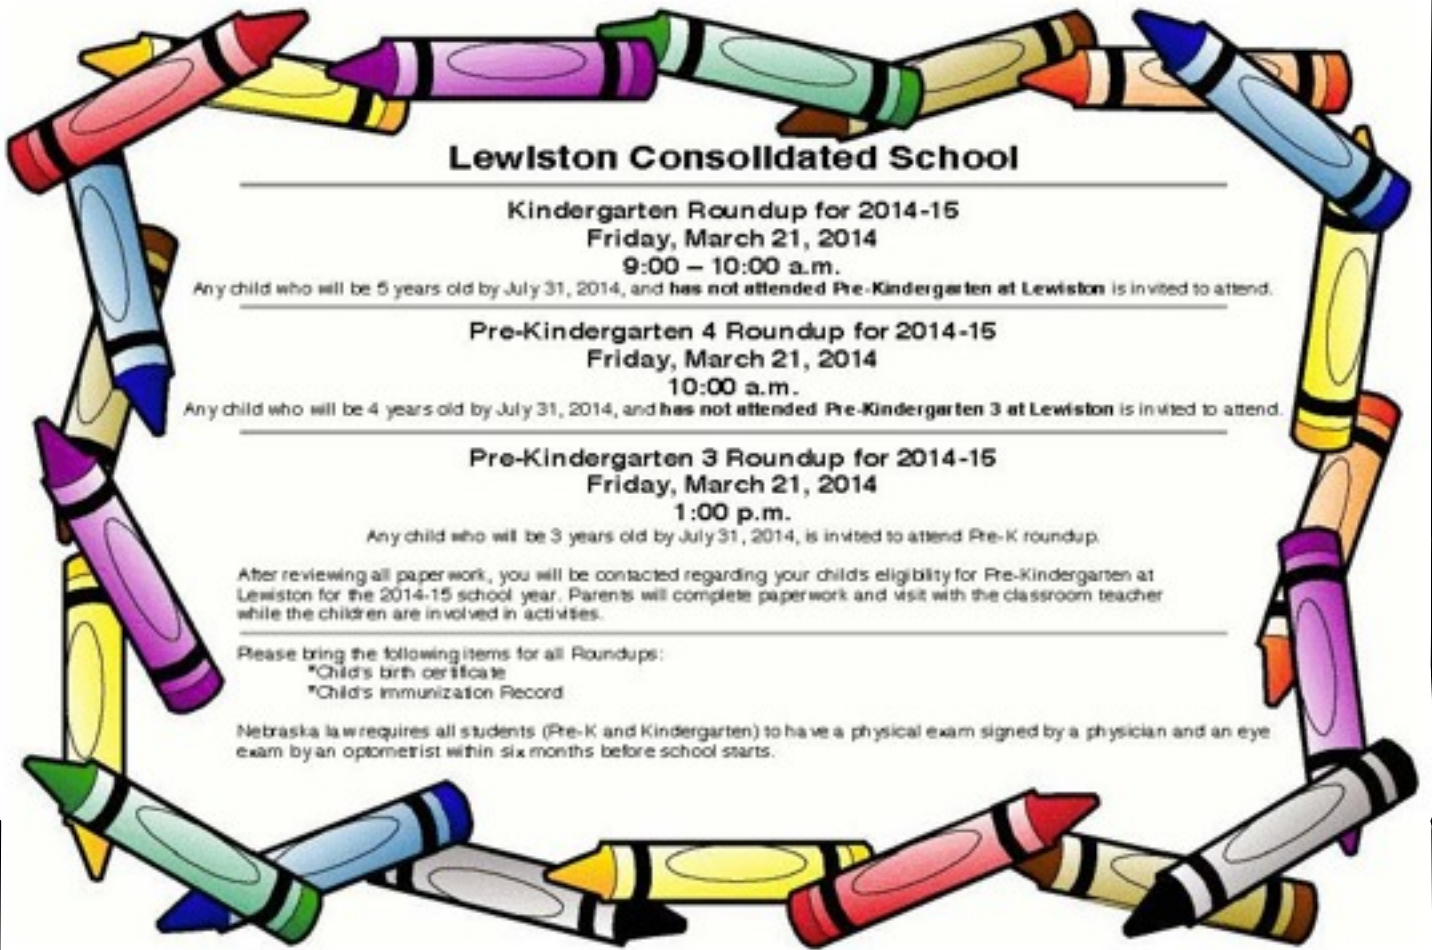 Lewiston Consolidated School
Kindergarten Roundup for 2014-15
Friday, March 21, 2014
9:00 – 10:00 a.m.
Any child who will be 5 years old by July 31, 2014, and has not attended Pre-Kindergarten at Lewiston is invited to attend.
Pre-Kindergarten 4 Roundup for 2014-15
Friday, March 21, 2014
10:00 a.m.
Any child who will be 4 years old by July 31, 2014, and has not attended Pre-Kindergarten 3 at Lewiston is invited to attend.
Pre-Kindergarten 3 Roundup for 2014-15
Friday, March 21, 2014
1:00 p.m.
Any child who will be 3 years old by July 31, 2014, is invited to attend Pre-K roundup.
After reviewing all paperwork, you will be contacted regarding your child's eligiblity for Pre-Kindergarten at
Lewiston for the 2014-15 school year. Parents will complete paperwork and visit with the classroom teacher
while the children are involved in activities.
Please bring the following items for all Roundups:
*Child's birth certificate
*Child's Immunization Record
Nebraska law requires all students (Pre-K and Kindergarten) to have a physical exam signed by a physician and an eye
exam by an optometrist within six months before school starts.